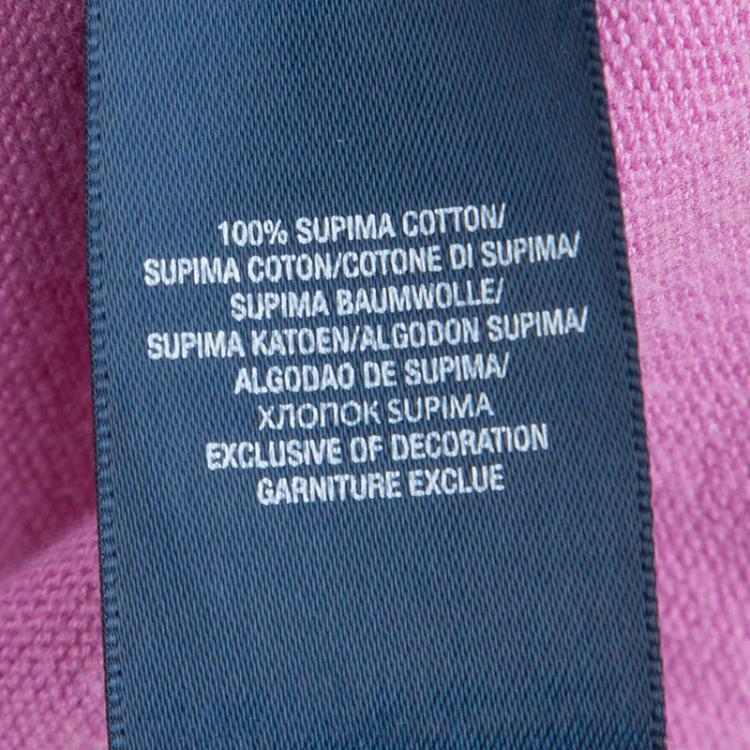 100% SUPIMA COTTON/
SUPIMA COTON/COTONE DI SUPIMA/
SUPIMA BAUMWOLLE/
SUPIMA KATOEN/ALGODON SUPIMA/
ALGODAO DE SUPIMA/
ХЛОПОК SUPIMA
EXCLUSIVE OF DECORATION
GARNITURE EXCLUE